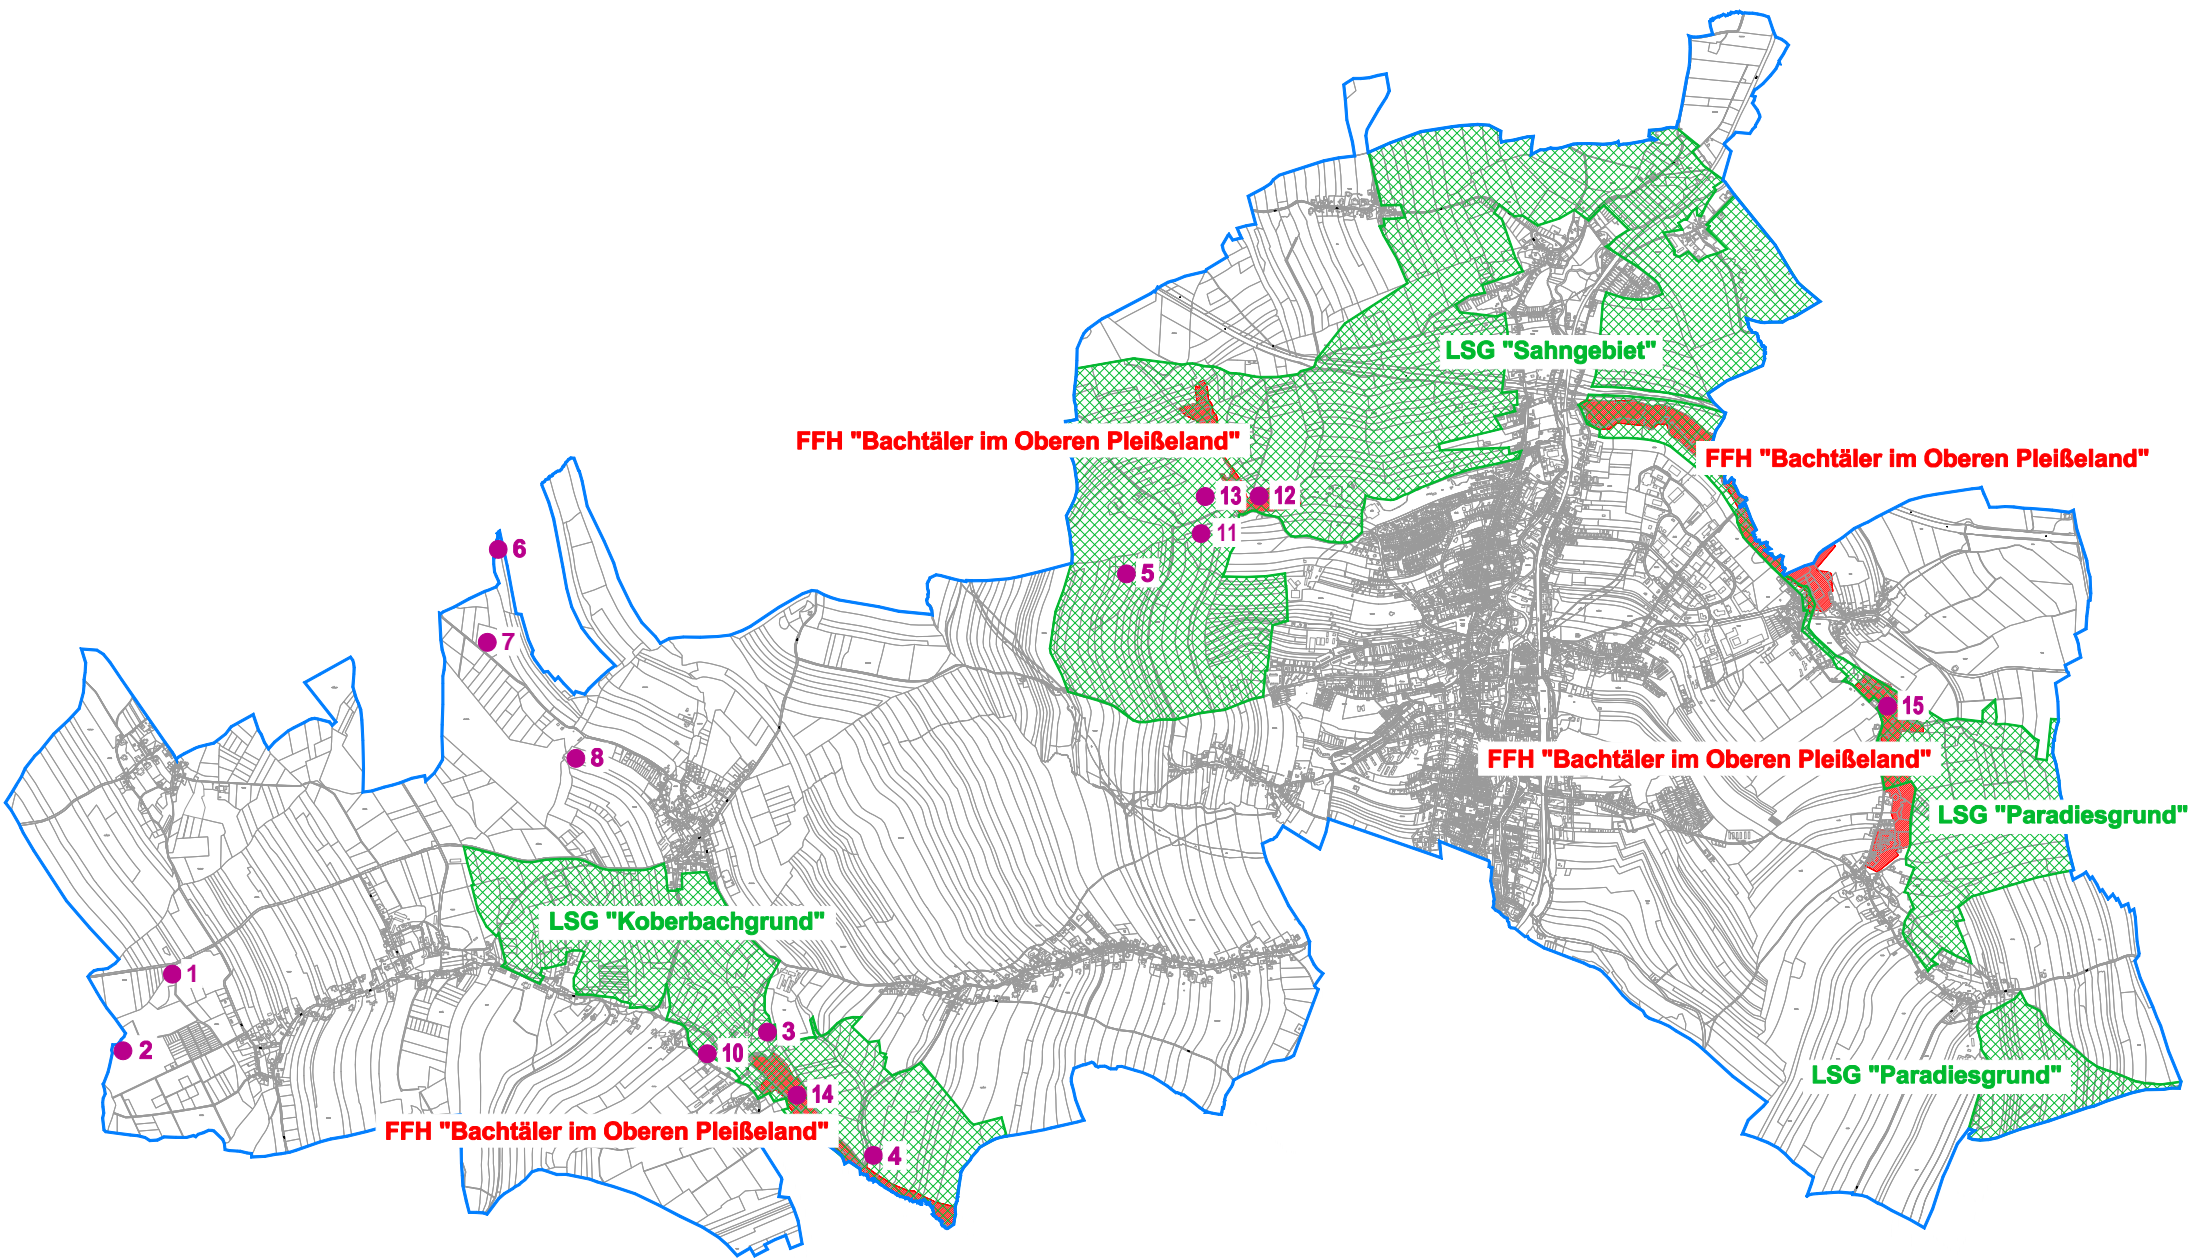 LSG "Sahngebiet"
FFH "Bachtäler im Oberen Pleißeland"
FFH "Bachtäler im Oberen Pleißeland"
13
12
11
6
5
7
15
8
FFH "Bachtäler im Oberen Pleißeland"
LSG "Paradiesgrund"
LSG "Koberbachgrund"
1
3
2
10
LSG "Paradiesgrund"
14
FFH "Bachtäler im Oberen Pleißeland"
4